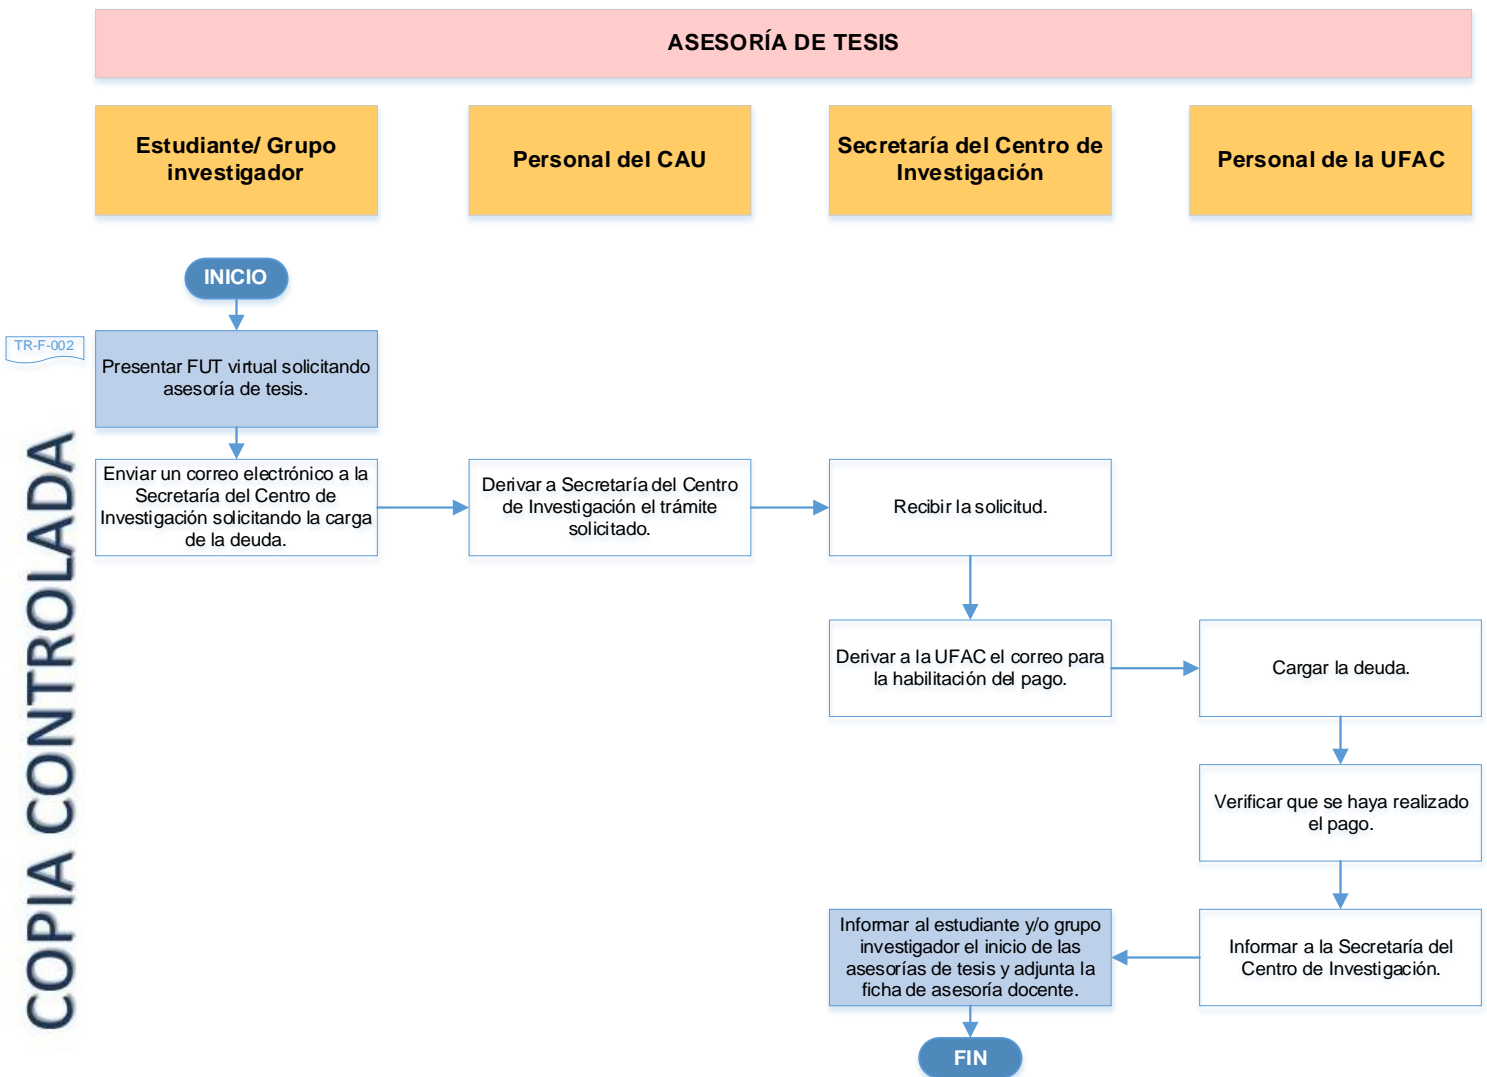 ASESORÍA DE TESIS
Estudiante/ Grupo
investigador
Personal del CAU
Secretaría del Centro de
Investigación
Personal de la UFAC
INICIO
TR-F-002
Presentar FUT virtual solicitando
asesoría de tesis.
Enviar un correo electrónico a la
Secretaría del Centro de
Investigación solicitando la carga
de la deuda.
Derivar a Secretaría del Centro
de Investigación el trámite
solicitado.
Recibir la solicitud.
Derivar a la UFAC el correo para
la habilitación del pago.
Cargar la deuda.
Verificar que se haya realizado
el pago.
Informar a la Secretaría del
Centro de Investigación.
Informar al estudiante y/o grupo
investigador el inicio de las
asesorías de tesis y adjunta la
ficha de asesoría docente.
FIN
COPIA CONTROLADA